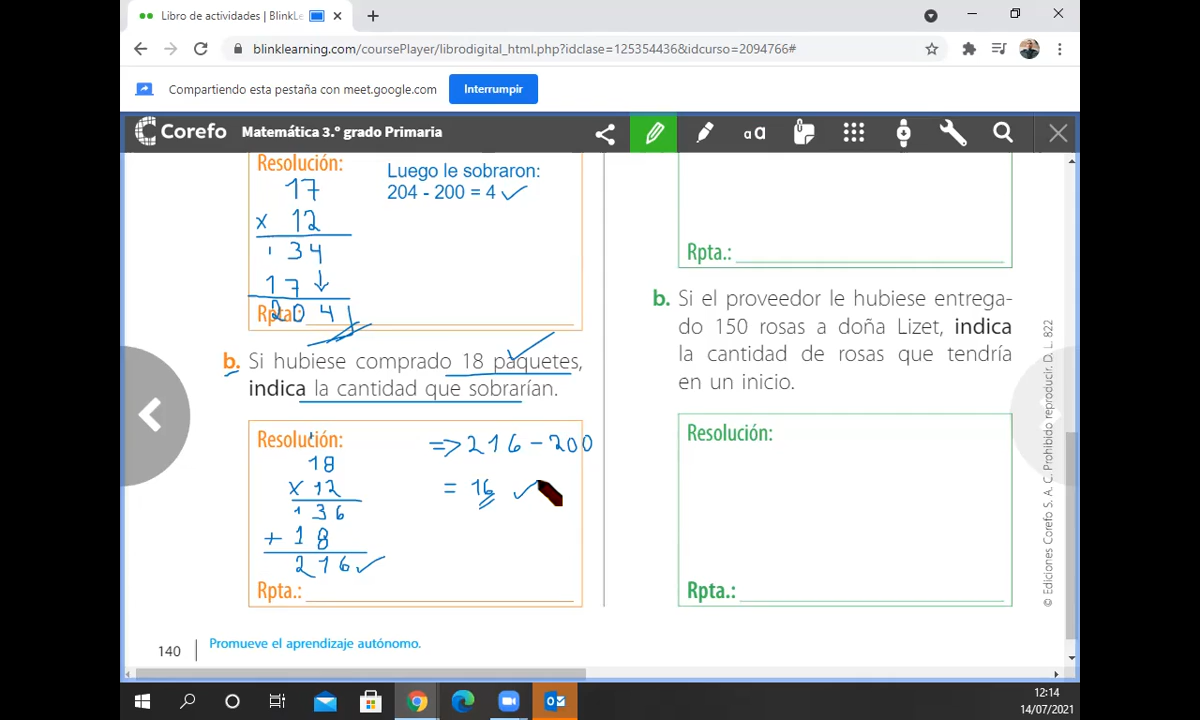 Libro de actividades | BlinkLe
blinklearning.com/coursePlayer/librodigital_html.php?idclase=125354436&idcurso=2094766#
Compartiendo esta pestaña con meet.google.com
Interrumpir
Corefo
Matemática 3.° grado Primaria
aa
Resolución:
17
x 12
1 34
17
2041
Rpta:
Luego le sobraron:
204 - 200 = 4 ✓
b. Si hubiese comprado 18 paquetes,
indica la cantidad que sobrarían.
Resolución:
1
18
x 12
136
+ 18
216 ✓
=> 216 - 200
= 16 ✓
Rpta.:
140
Promueve el aprendizaje autónomo.
Rpta.:
b. Si el proveedor le hubiese entrega-
do 150 rosas a doña Lizet, indica
la cantidad de rosas que tendría
en un inicio.
Resolución:
Rpta.:
© Ediciones Corefo S. A. C. Prohibido reproducir. D. L. 822
12:14
14/07/2021